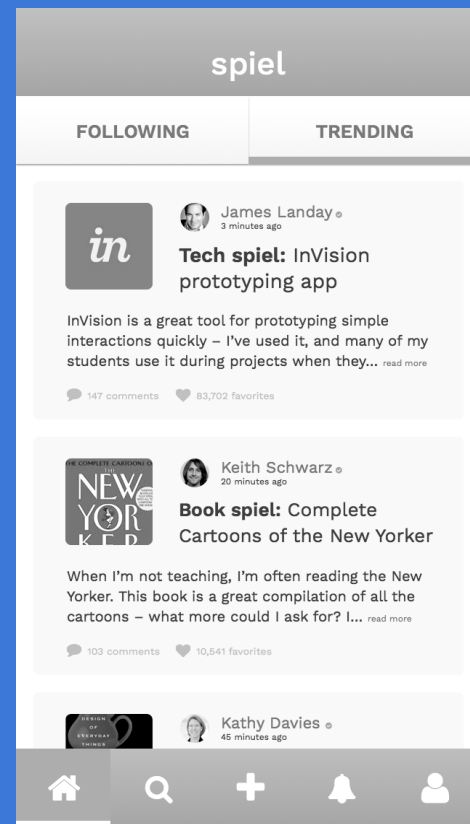 spiel
FOLLOWING
TRENDING
in
James Landay
3 minutes ago
Tech spiel: InVision
prototyping app
InVision is a great tool for prototyping simple
interactions quickly – I’ve used it, and many of my
students use it during projects when they... read more
147 comments
83,702 favorites
THE COMPLETE CARTOONS O
THE
NEW
YOR
KER
Keith Schwarz
20 minutes ago
Book spiel: Complete
Cartoons of the New Yorker
When I’m not teaching, I’m often reading the New
Yorker. This book is a great compilation of all the
cartoons – what more could I ask for? I... read more
103 comments
10,541 favorites
DESIGN
OF
EVERYDAY
THINGS
Kathy Davies
45 minutes ago